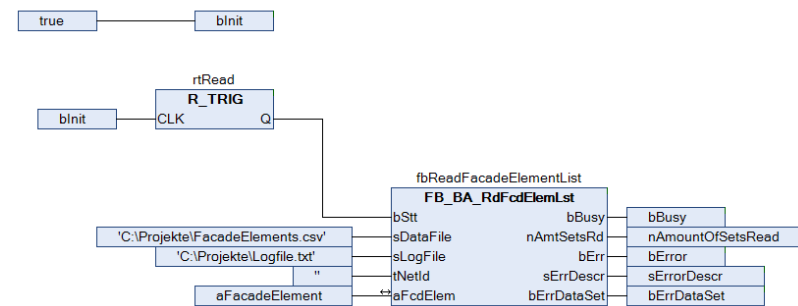 true bInit
rtRead
R_TRIG
bInit CLK Q
fbReadFacadeElementList
FB_BA_RdFcdElemLst
bStt bBusy bBusy
'C:\Projekte\FacadeElements.csv' sDataFile nAmtSetsRd nAmountOfSetsRead
'C:\Projekte\Logfile.txt' sLogFile bErr bError
'' tNetId sErrDescr sErrorDescr
aFacadeElement ↔aFcdElem bErrDataSet bErrDataSet